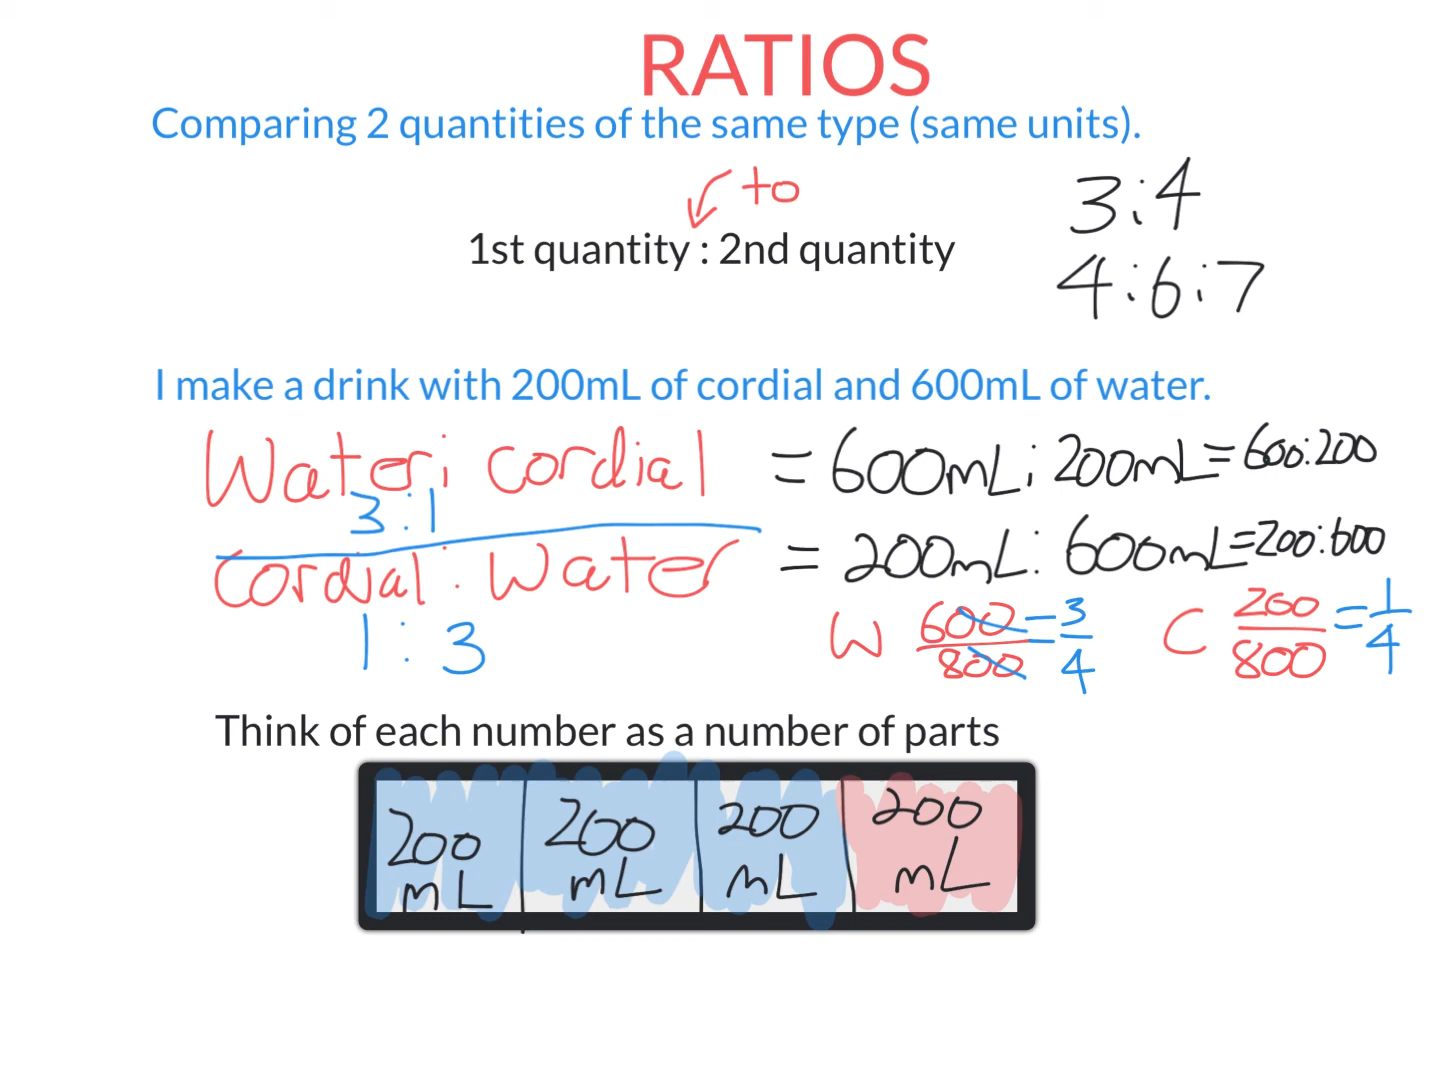 RATIOS
Comparing 2 quantities of the same type (same units).
to
1st quantity : 2nd quantity
3:4
4:6:7
I make a drink with 200mL of cordial and 600mL of water.
Water: cordial = 600mL: 200mL = 600:200
3:1
cordial: Water = 200mL: 600mL = 200:600
1:3
W 600/800 = 3/4 C 200/800 = 1/4
Think of each number as a number of parts
200 200 200 200
mL mL mL mL